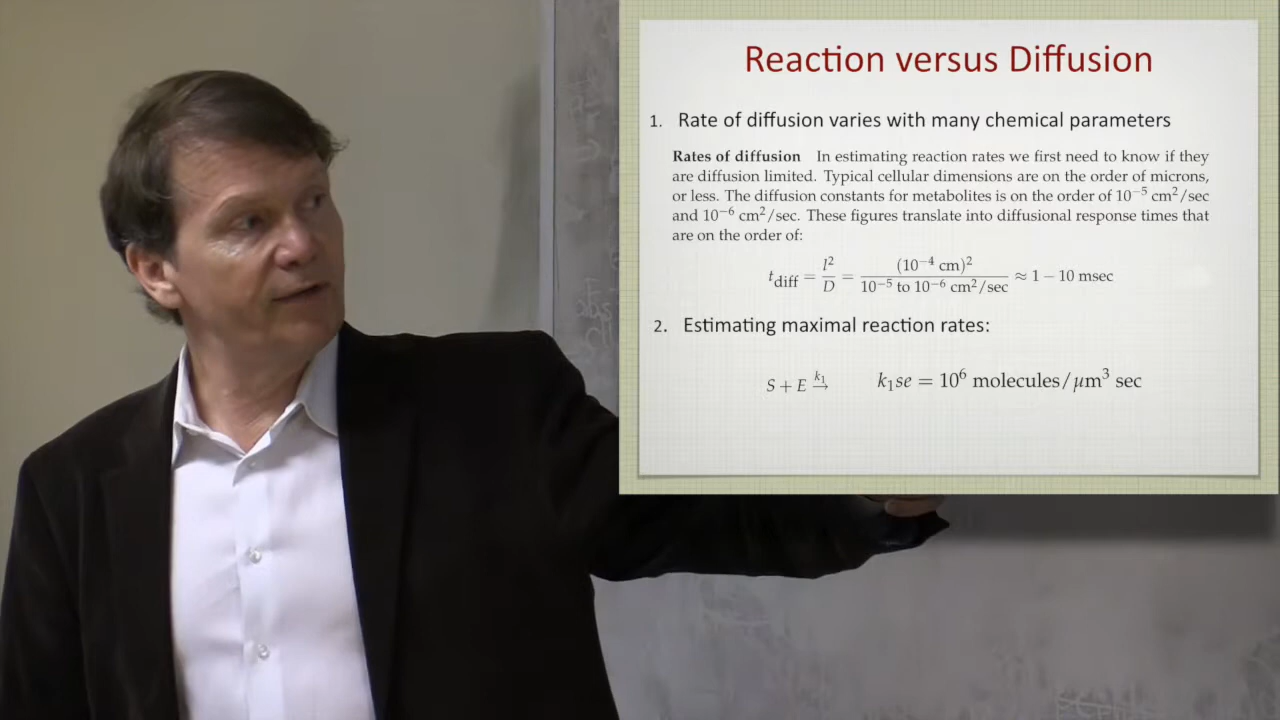 Reaction versus Diffusion
1. Rate of diffusion varies with many chemical parameters
Rates of diffusion In estimating reaction rates we first need to know if they
are diffusion limited. Typical cellular dimensions are on the order of microns,
or less. The diffusion constants for metabolites is on the order of 10⁻⁵ cm²/sec
and 10⁻⁶ cm²/sec. These figures translate into diffusional response times that
are on the order of:
t_diff = l²/D = (10⁻⁴ cm)² / 10⁻⁵ to 10⁻⁶ cm²/sec ≈ 1 − 10 msec
2. Estimating maximal reaction rates:
S + E →^{k₁} k₁se = 10⁶ molecules/μm³ sec